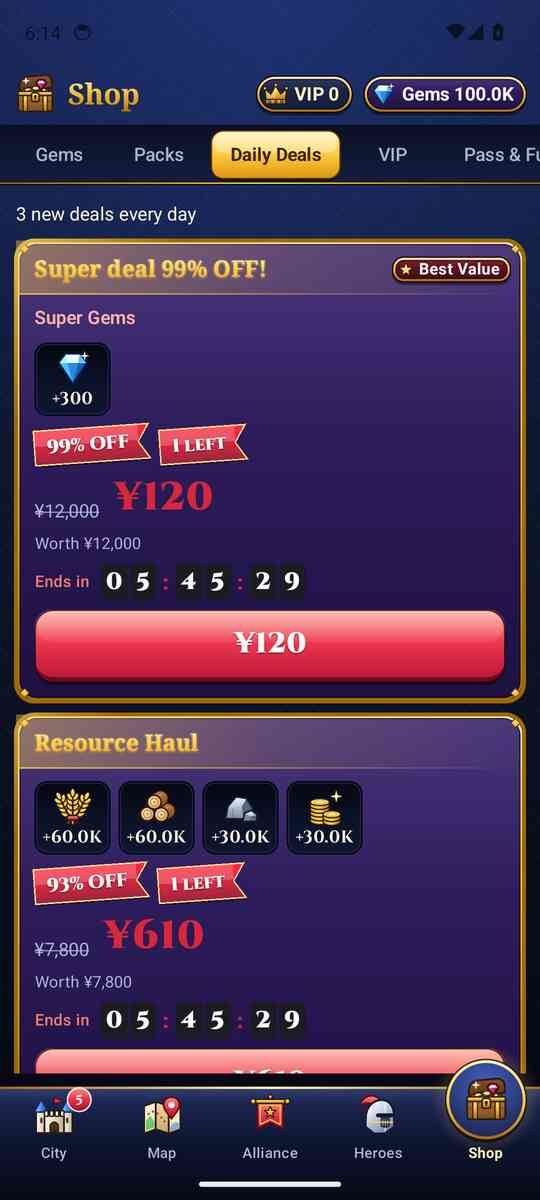 6:14
Shop
VIP 0
Gems 100.0K
Gems
Packs
Daily Deals
VIP
Pass & Fu
3 new deals every day
Super deal 99% OFF!
Best Value
Super Gems
+300
99% OFF
1 LEFT
¥12,000
¥120
Worth ¥12,000
Ends in 05:45:29
¥120
Resource Haul
+60.0K
+60.0K
+30.0K
+30.0K
93% OFF
1 LEFT
¥7,800
¥610
Worth ¥7,800
Ends in 05:45:29
¥610
5
City
Map
Alliance
Heroes
Shop